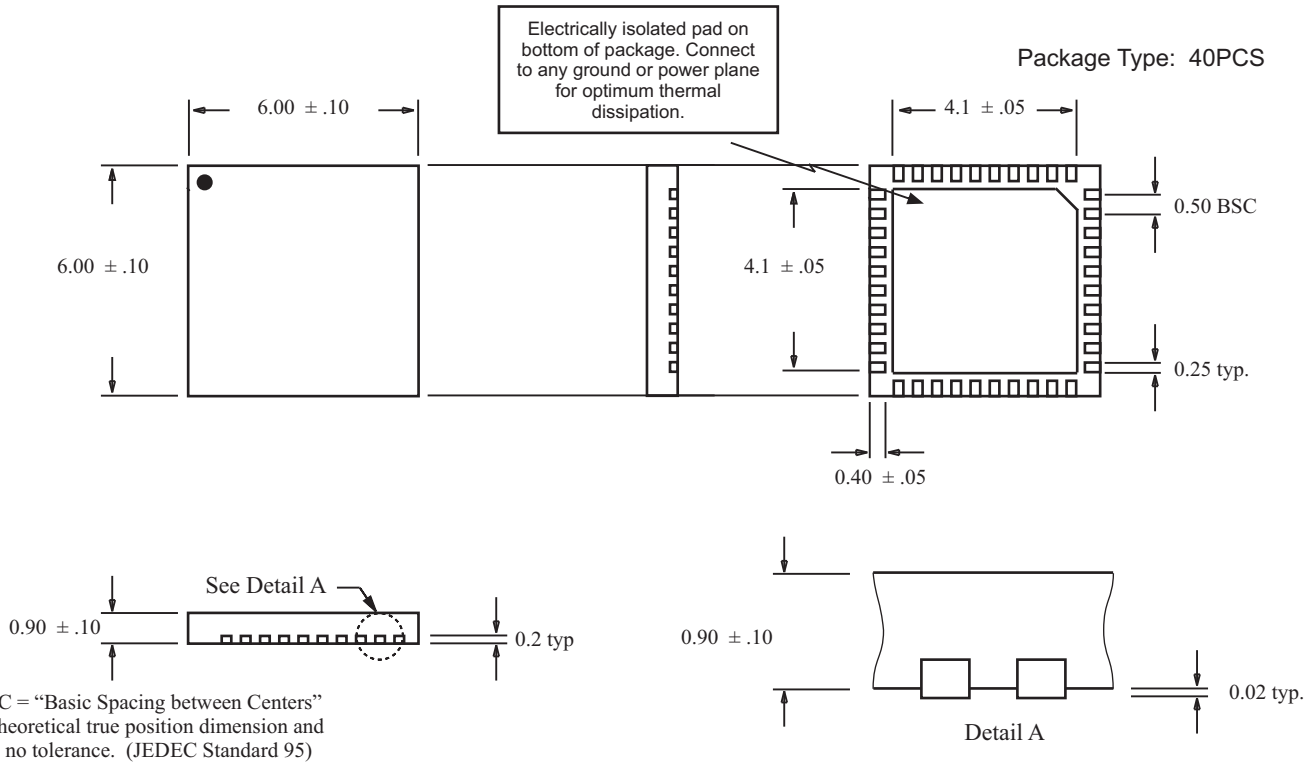 Electrically isolated pad on
bottom of package. Connect
to any ground or power plane
for optimum thermal
dissipation.
Package Type: 40PCS
6.00 ± .10
4.1 ± .05
6.00 ± .10
4.1 ± .05
0.50 BSC
0.25 typ.
0.40 ± .05
See Detail A
0.90 ± .10
0.2 typ
0.90 ± .10
0.02 typ.
Detail A
C = “Basic Spacing between Centers”
heoretical true position dimension and
no tolerance. (JEDEC Standard 95)